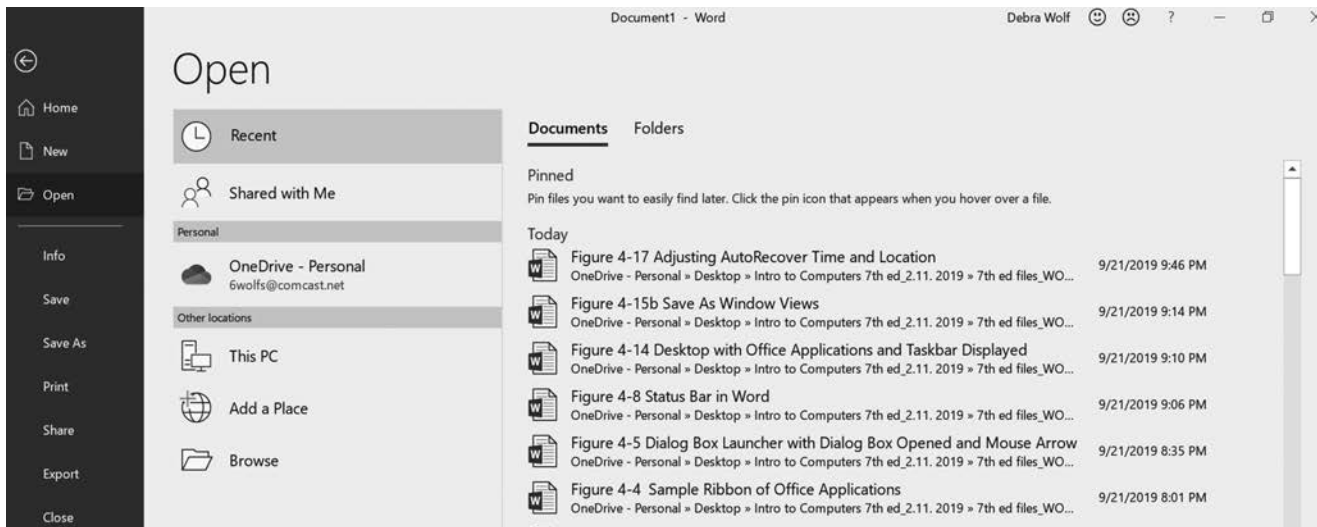 Document1 - Word
Debra Wolf
?
Open
Home
New
Open
Info
Save
Save As
Print
Share
Export
Close
Recent
Shared with Me
Personal
OneDrive - Personal
6wolfs@comcast.net
Other locations
This PC
Add a Place
Browse
Documents Folders
Pinned
Pin files you want to easily find later. Click the pin icon that appears when you hover over a file.
Today
Figure 4-17 Adjusting AutoRecover Time and Location
OneDrive - Personal » Desktop » Intro to Computers 7th ed_2.11. 2019 » 7th ed files_WO...
9/21/2019 9:46 PM
Figure 4-15b Save As Window Views
OneDrive - Personal » Desktop » Intro to Computers 7th ed_2.11. 2019 » 7th ed files_WO...
9/21/2019 9:14 PM
Figure 4-14 Desktop with Office Applications and Taskbar Displayed
OneDrive - Personal » Desktop » Intro to Computers 7th ed_2.11. 2019 » 7th ed files_WO...
9/21/2019 9:10 PM
Figure 4-8 Status Bar in Word
OneDrive - Personal » Desktop » Intro to Computers 7th ed_2.11. 2019 » 7th ed files_WO...
9/21/2019 9:06 PM
Figure 4-5 Dialog Box Launcher with Dialog Box Opened and Mouse Arrow
OneDrive - Personal » Desktop » Intro to Computers 7th ed_2.11. 2019 » 7th ed files_WO...
9/21/2019 8:35 PM
Figure 4-4 Sample Ribbon of Office Applications
OneDrive - Personal » Desktop » Intro to Computers 7th ed_2.11. 2019 » 7th ed files_WO...
9/21/2019 8:01 PM